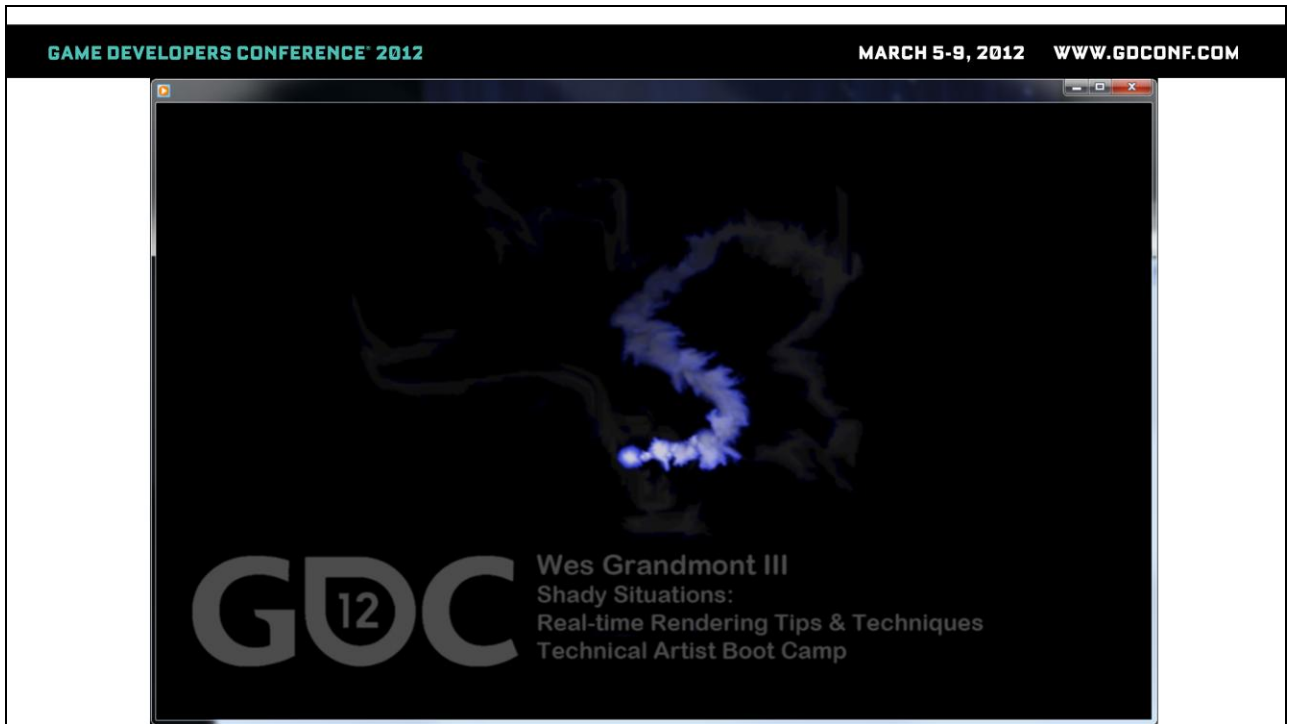 GAME DEVELOPERS CONFERENCE® 2012
MARCH 5-9, 2012 WWW.GDCONF.COM
GDC 12
Wes Grandmont III
Shady Situations:
Real-time Rendering Tips & Techniques
Technical Artist Boot Camp